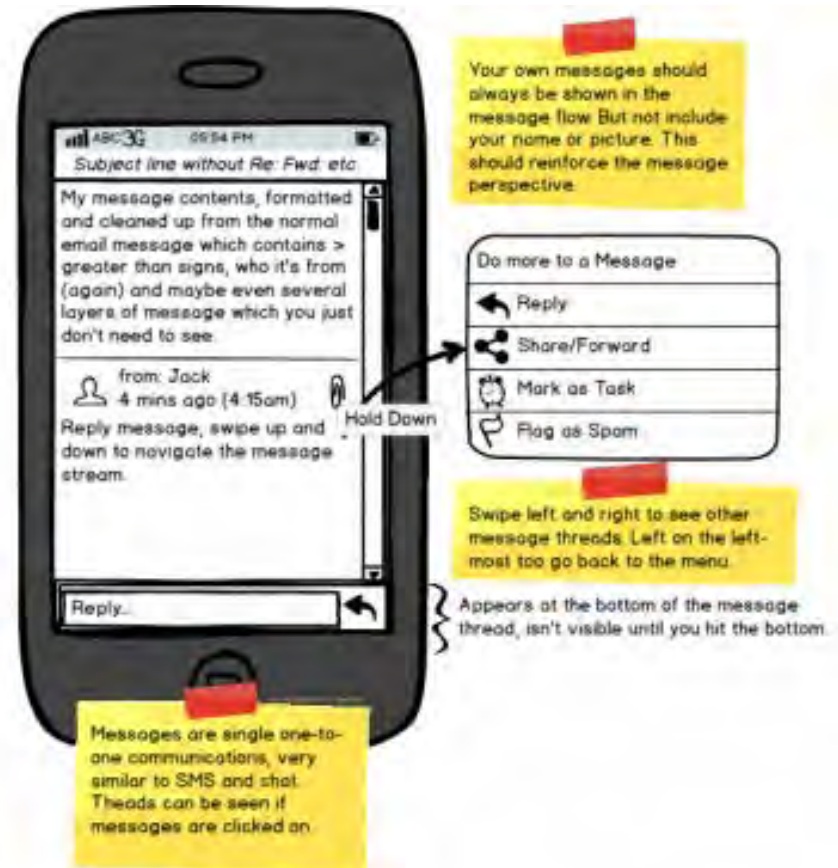 ABC 3G 05:54 PM
Subject line without Re: Fwd: etc
My message contents, formatted
and cleaned up from the normal
email message which contains >
greater than signs, who it's from
(again) and maybe even several
layers of message which you just
don't need to see.
from: Jack
4 mins ago (4:15am)
Reply message, swipe up and
down to navigate the message
stream.
Reply...
Hold Down
Your own messages should
always be shown in the
message flow. But not include
your name or picture. This
should reinforce the message
perspective.
Do more to a Message
Reply
Share/Forward
Mark as Task
Flag as Spam
Swipe left and right to see other
message threads. Left on the left-
most too go back to the menu.
Appears at the bottom of the message
thread, isn't visible until you hit the bottom.
Messages are single one-to-
one communications, very
similar to SMS and chat.
Theads can be seen if
messages are clicked on.